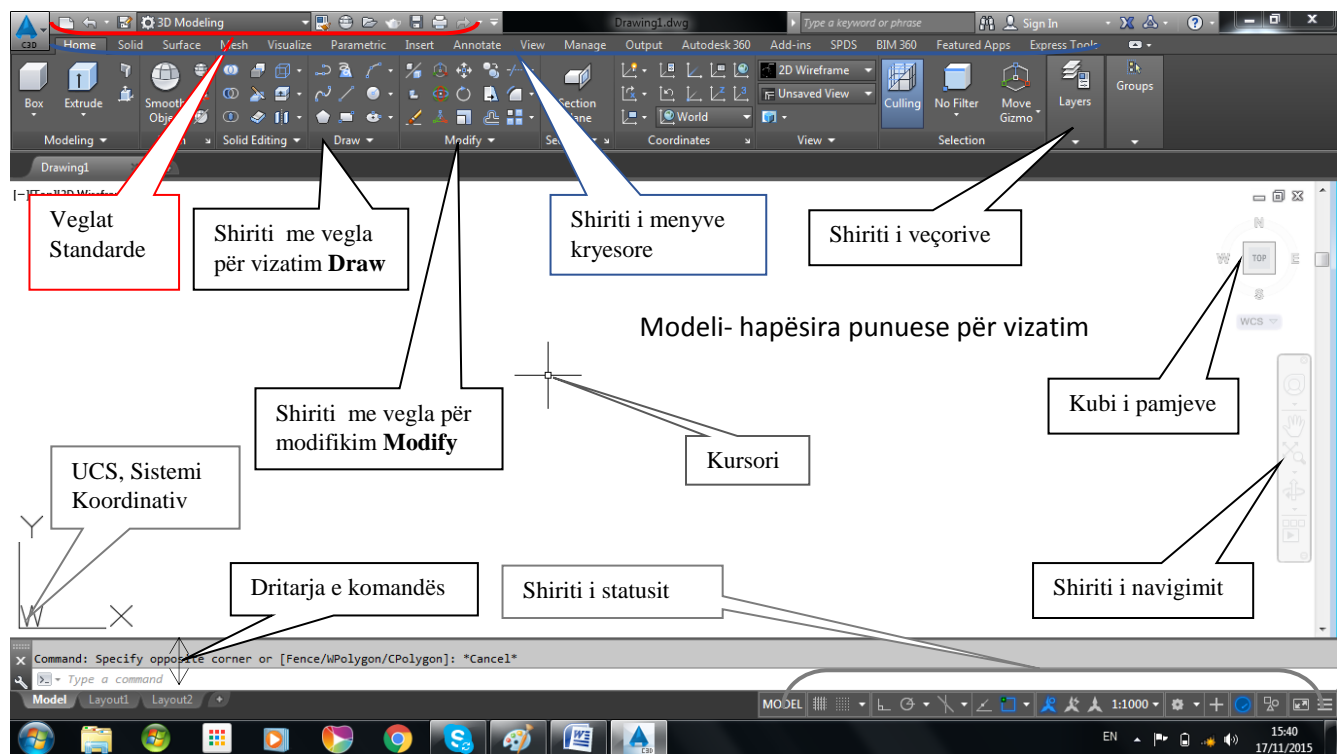 3D Modeling
Drawing1.dwg
Type a keyword or phrase
Sign In
C3D
Home Solid Surface Mesh Visualize Parametric Insert Annotate View Manage Output Autodesk 360 Add-ins SPDS BIM 360 Featured Apps Express Tools
2D Wireframe
Unsaved View
World
Box
Extrude
Smooth
Culling
No Filter
Move
Gizmo
Layers
Groups
Modeling
Solid Editing
Draw
Modify
Coordinates
View
Selection
Drawing1
Veglat
Standarde
Shiriti me vegla
për vizatim Draw
Shiriti i menyve
kryesore
Shiriti i veçorive
N
W TOP E
S
WCS
Modeli- hapësira punuese për vizatim
Shiriti me vegla për
modifikim Modify
Kursori
Kubi i pamjeve
UCS, Sistemi
Koordinativ
Y
W X
Dritarja e komandës
Shiriti i statusit
Shiriti i navigimit
Command: Specify opposite corner or [Fence/WPolygon/CPolygon]: *Cancel*
Type a command
Model Layout1 Layout2 +
MODEL 1:1000
EN 15:40
17/11/2015
C3D